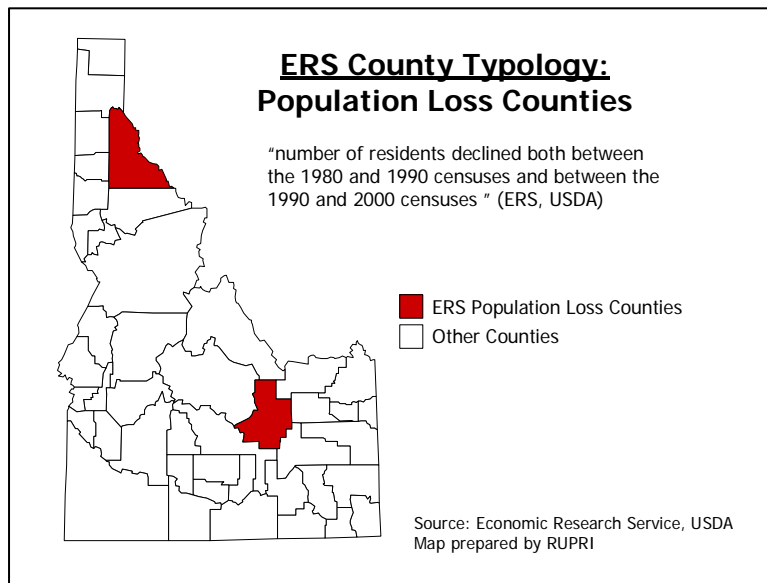 ERS County Typology:
Population Loss Counties
“number of residents declined both between
the 1980 and 1990 censuses and between the
1990 and 2000 censuses ” (ERS, USDA)
ERS Population Loss Counties
Other Counties
Source: Economic Research Service, USDA
Map prepared by RUPRI